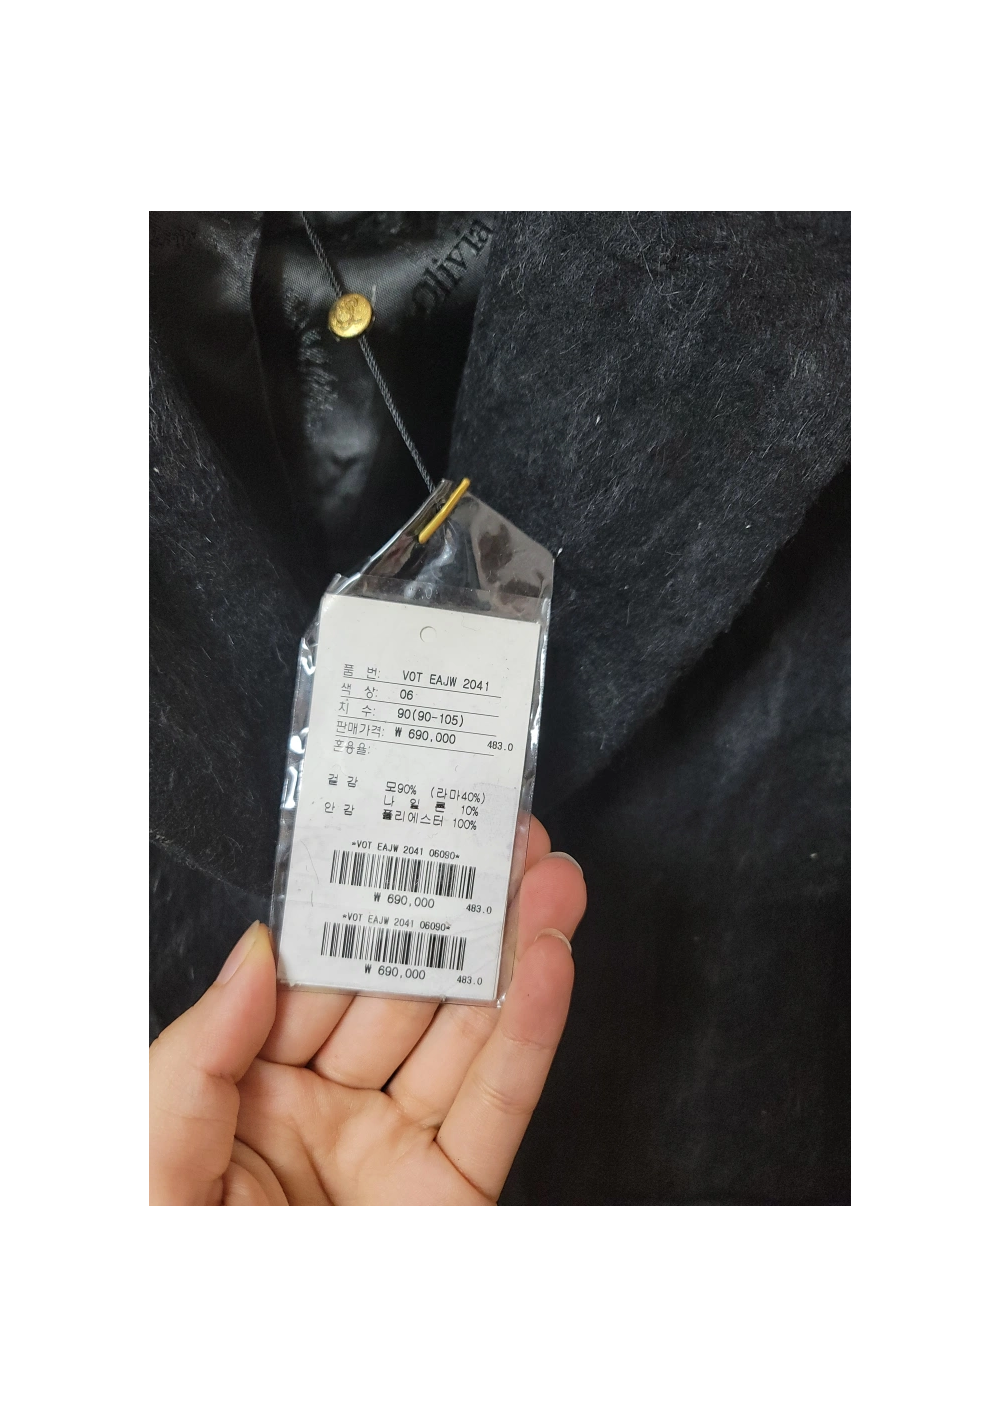 Olivia
품 번: VOT EAJW 2041
색 상: 06
지 수: 90(90-105)
판매가격: ₩ 690,000 483.0
혼용율:
겉 감 모90% (라마40%)
나 일 론 10%
안 감 폴리에스터 100%
*VOT EAJW 2041 06090*
₩ 690,000 483.0
*VOT EAJW 2041 06090*
₩ 690,000 483.0